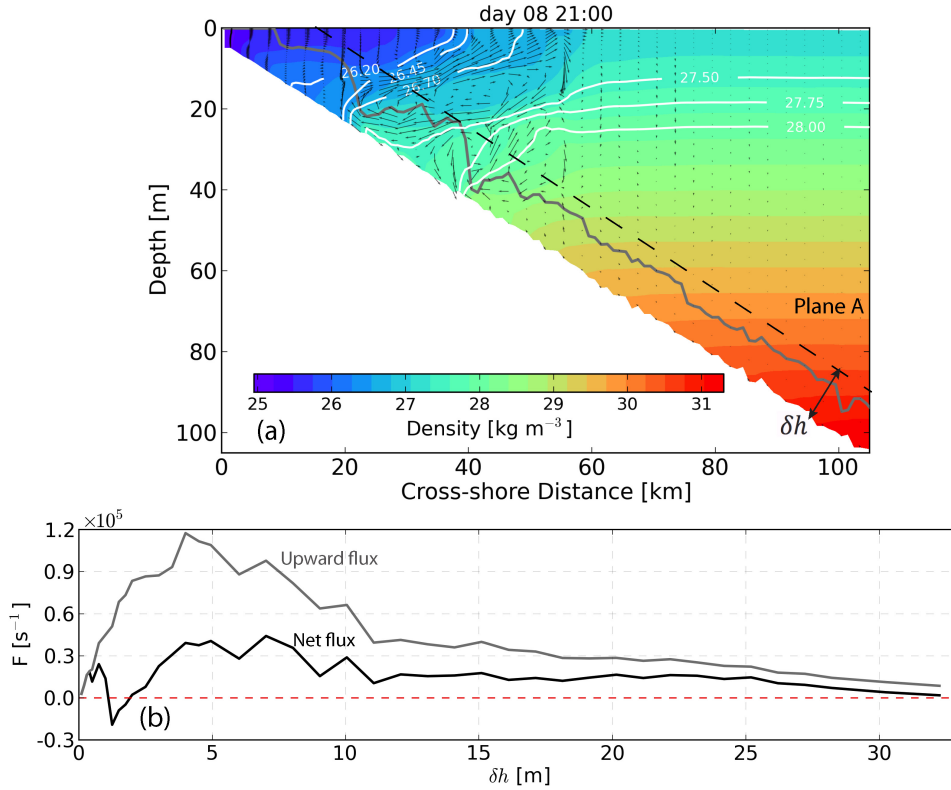 day 08 21:00
0
20
40
60
80
100
Depth [m]
26.20
26.45
26.70
27.50
27.75
28.00
Plane A
δh
25 26 27 28 29 30 31
(a) Density [kg m⁻³]
0 20 40 60 80 100
Cross-shore Distance [km]
×10⁵
1.2
0.9
0.6
0.3
0.0
-0.3
F [s⁻¹]
Upward flux
Net flux
(b)
0 5 10 15 20 25 30
δh [m]